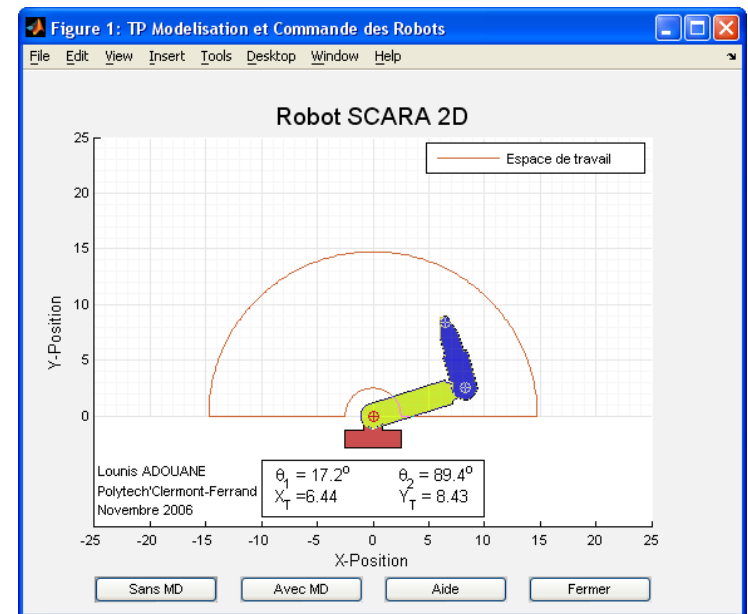 Figure 1: TP Modelisation et Commande des Robots
File Edit View Insert Tools Desktop Window Help
Robot SCARA 2D
Espace de travail
25
20
15
10
5
0
Y-Position
Lounis ADOUANE
Polytech'Clermont-Ferrand
Novembre 2006
θ1 = 17.2º θ2 = 89.4º
XT =6.44 YT = 8.43
-25 -20 -15 -10 -5 0 5 10 15 20 25
X-Position
Sans MD Avec MD Aide Fermer